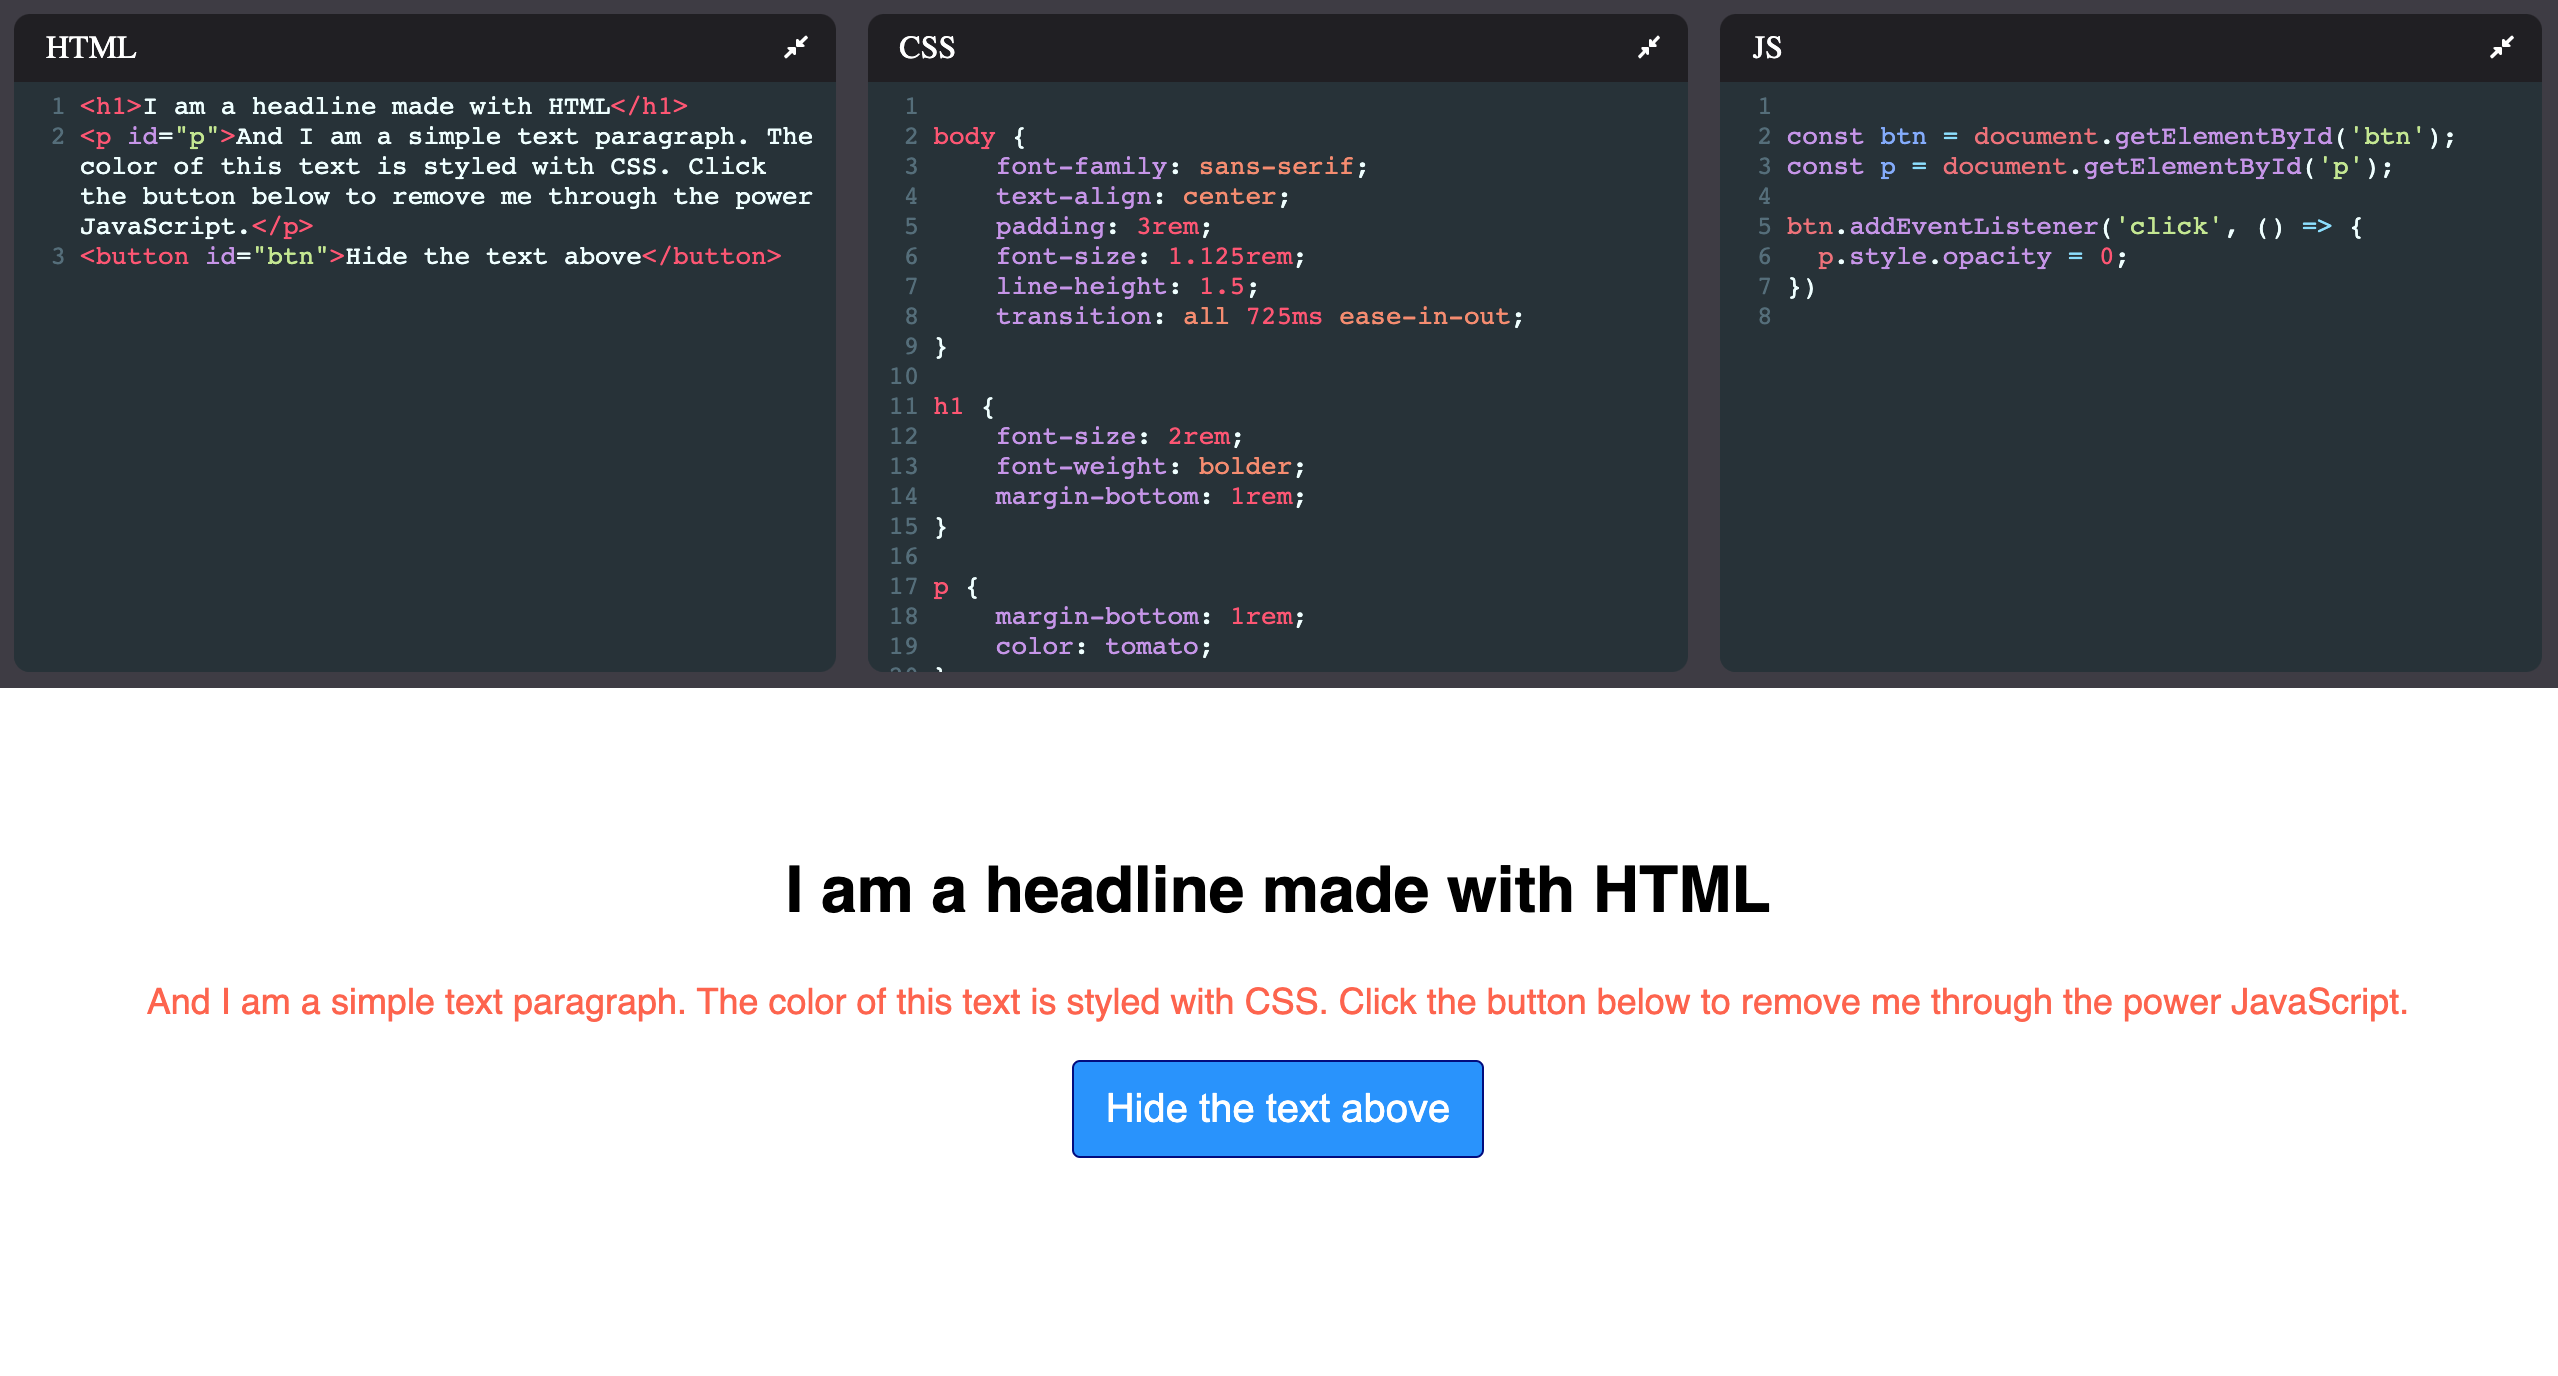 HTML
1 <h1>I am a headline made with HTML</h1>
2 <p id="p">And I am a simple text paragraph. The
color of this text is styled with CSS. Click
the button below to remove me through the power
JavaScript.</p>
3 <button id="btn">Hide the text above</button>
CSS
1
2 body {
3     font-family: sans-serif;
4     text-align: center;
5     padding: 3rem;
6     font-size: 1.125rem;
7     line-height: 1.5;
8     transition: all 725ms ease-in-out;
9 }
10
11 h1 {
12     font-size: 2rem;
13     font-weight: bolder;
14     margin-bottom: 1rem;
15 }
16
17 p {
18     margin-bottom: 1rem;
19     color: tomato;
JS
1
2 const btn = document.getElementById('btn');
3 const p = document.getElementById('p');
4
5 btn.addEventListener('click', () => {
6   p.style.opacity = 0;
7 })
8
I am a headline made with HTML
And I am a simple text paragraph. The color of this text is styled with CSS. Click the button below to remove me through the power JavaScript.
Hide the text above